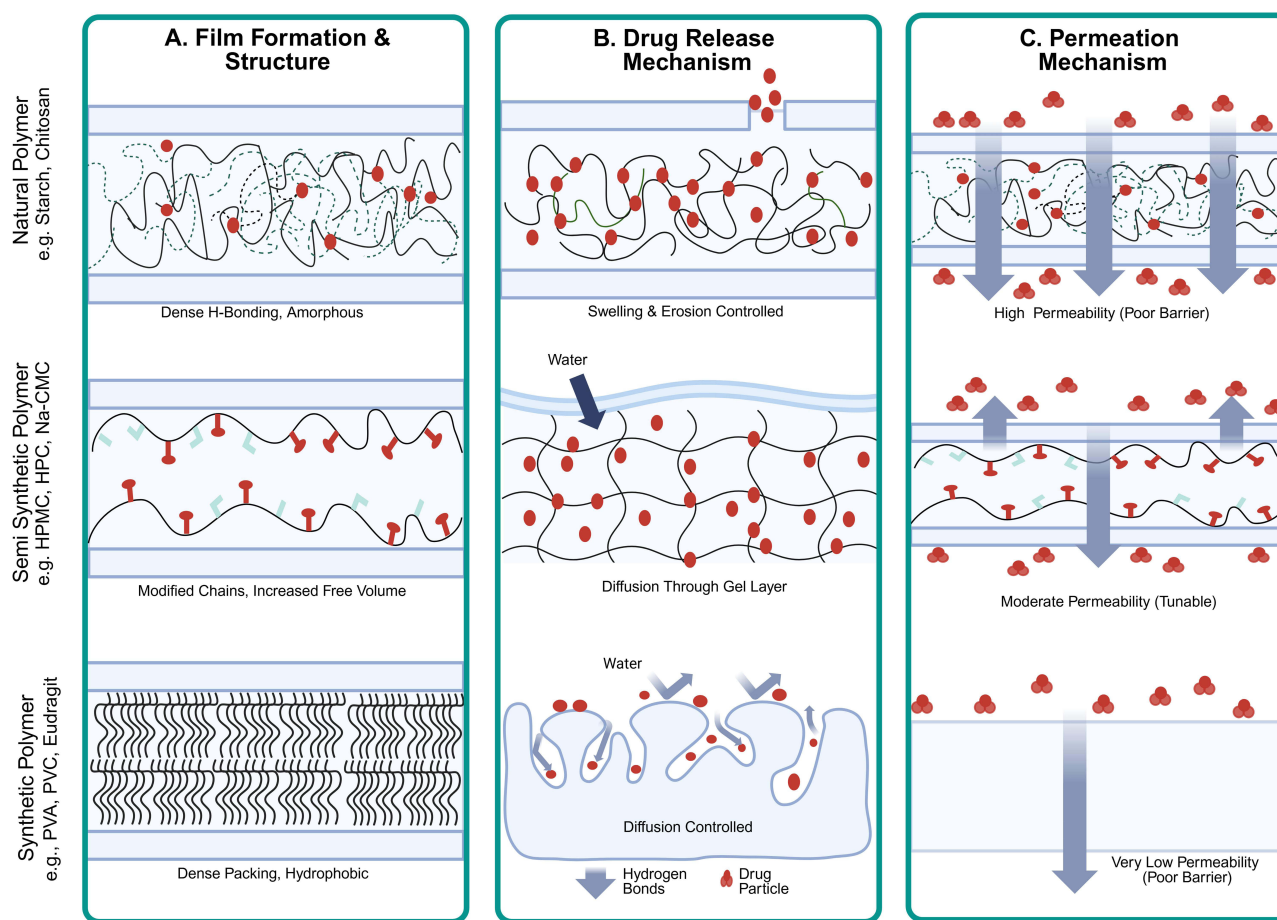 A. Film Formation &
Structure
B. Drug Release
Mechanism
C. Permeation
Mechanism
Natural Polymer
e.g. Starch, Chitosan
Dense H-Bonding, Amorphous
Swelling & Erosion Controlled
High Permeability (Poor Barrier)
Semi Synthetic Polymer
e.g. HPMC, HPC, Na-CMC
Modified Chains, Increased Free Volume
Water
Diffusion Through Gel Layer
Moderate Permeability (Tunable)
Synthetic Polymer
e.g., PVA, PVC, Eudragit
Dense Packing, Hydrophobic
Water
Diffusion Controlled
Hydrogen
Bonds
Drug
Particle
Very Low Permeability
(Poor Barrier)